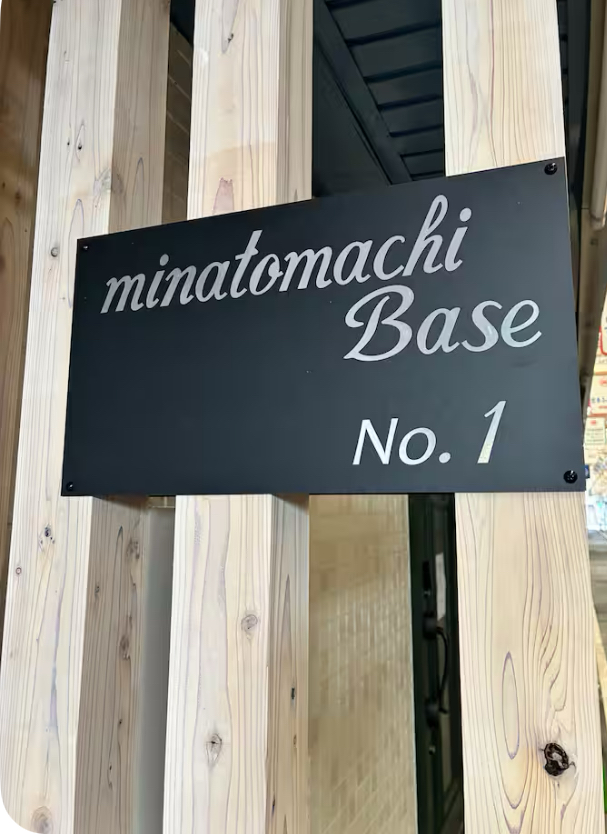 minatomachi
Base
No. 1